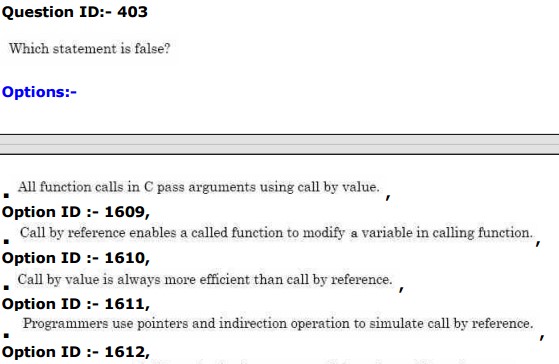 Question ID:- 403
Which statement is false?
Options:-
All function calls in C pass arguments using call by value. ,
Option ID :- 1609,
Call by reference enables a called function to modify a variable in calling function. ,
Option ID :- 1610,
Call by value is always more efficient than call by reference. ,
Option ID :- 1611,
Programmers use pointers and indirection operation to simulate call by reference. ,
Option ID :- 1612,